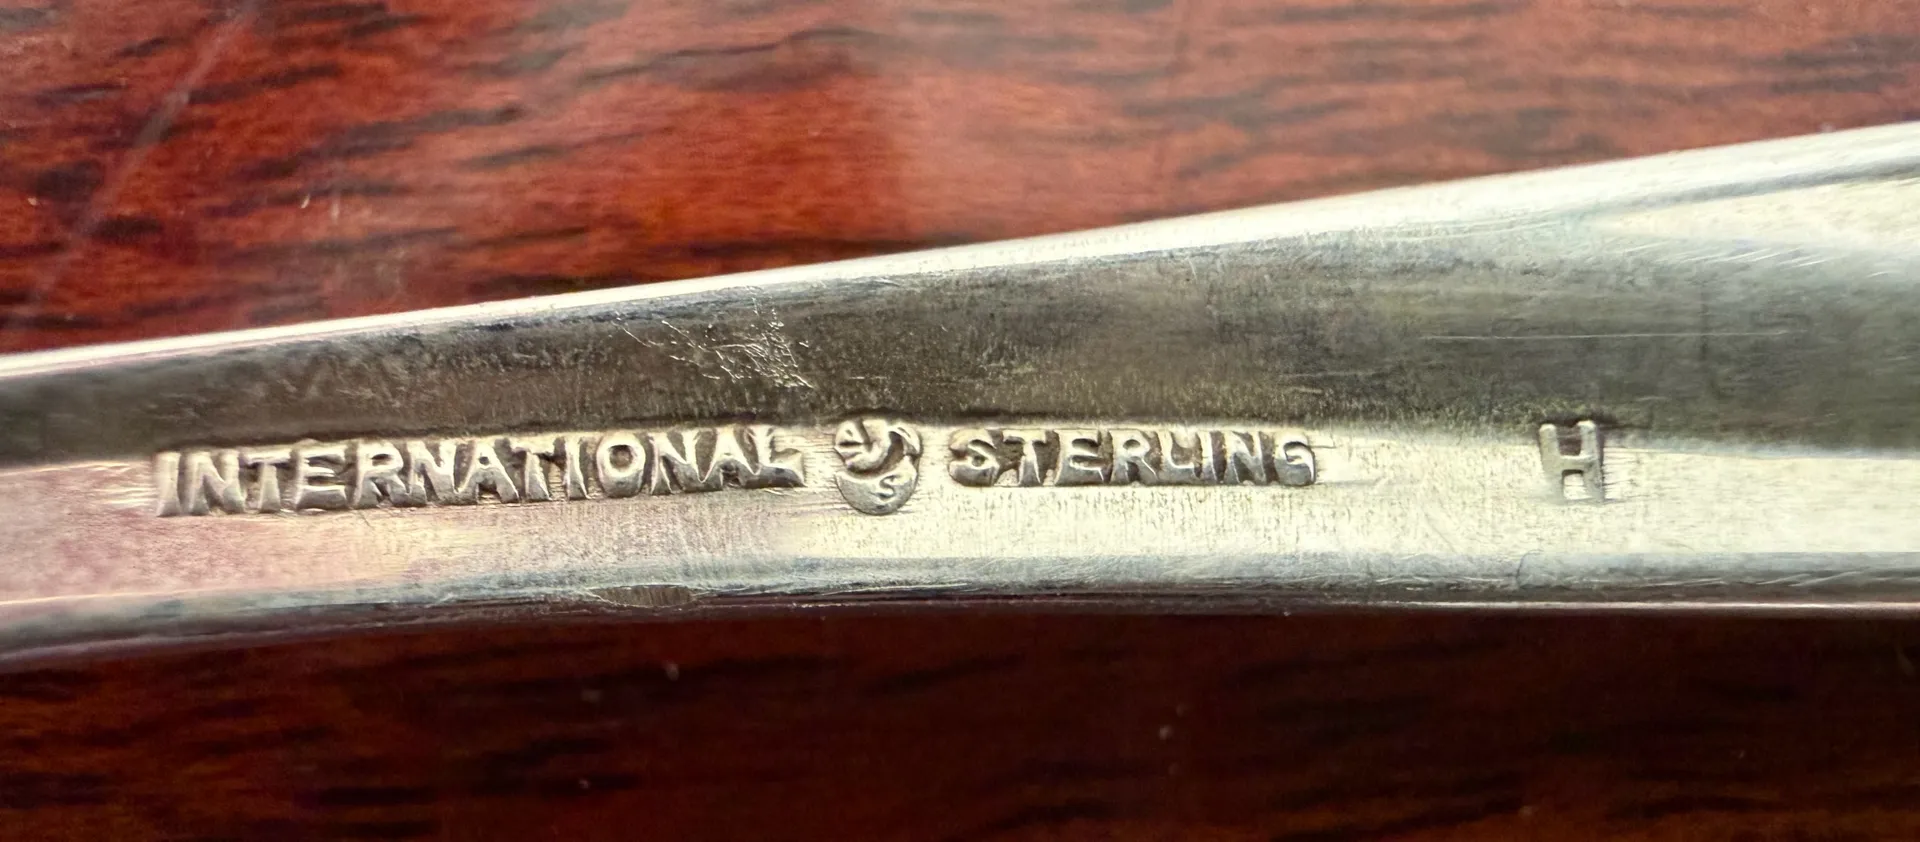 INTERNATIONAL S STERLING H